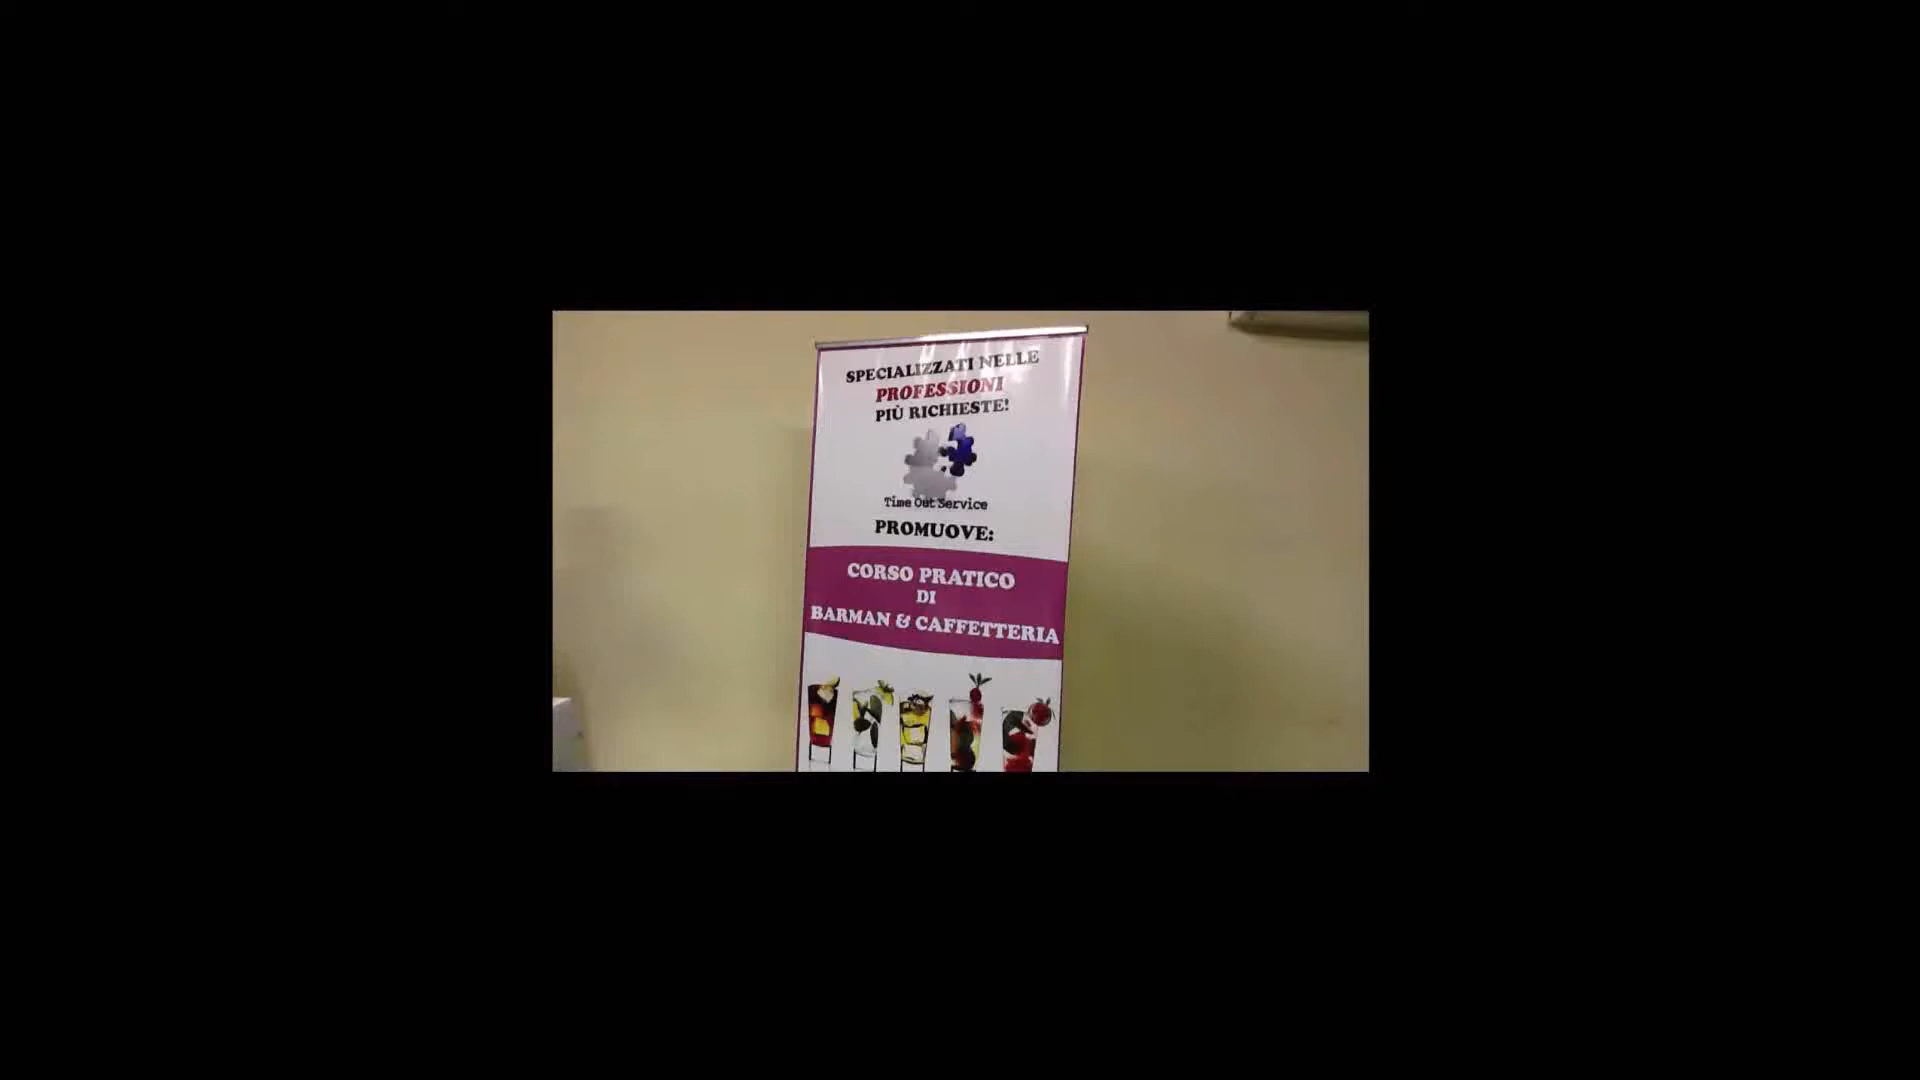 SPECIALIZZATI NELLE
PROFESSIONI
PIÙ RICHIESTE!
Time Out Service
PROMUOVE:
CORSO PRATICO
DI
BARMAN & CAFFETTERIA